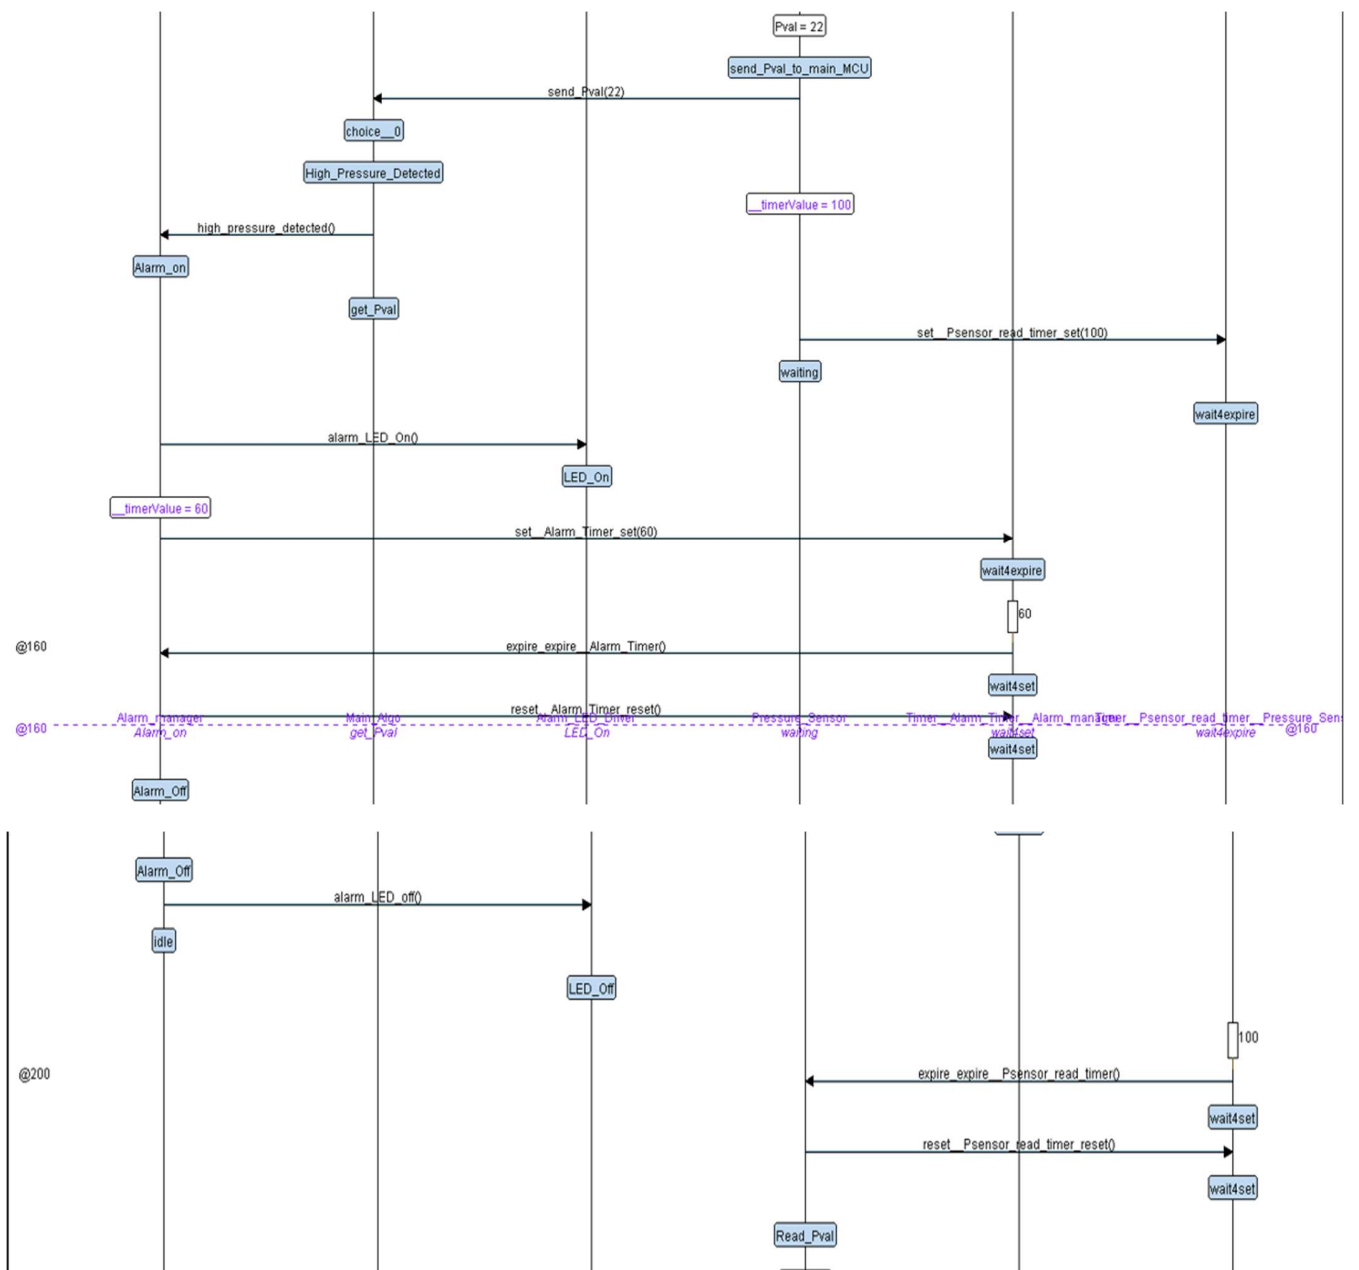 Pval = 22
send_Pval_to_main_MCU
send_Pval(22)
choice__0
High_Pressure_Detected
__timerValue = 100
high_pressure_detected()
Alarm_on
get_Pval
set__Psensor_read_timer_set(100)
waiting
wait4expire
alarm_LED_On()
LED_On
__timerValue = 60
set__Alarm_Timer_set(60)
wait4expire
60
@160
expire_expire__Alarm_Timer()
wait4set
reset__Alarm_Timer_reset()
Alarm_manager Main_Algo Alarm_LED_Driver Pressure_Sensor Timer__Alarm_Timer__Alarm_manager Timer__Psensor_read_timer__Pressure_Sens
@160 Alarm_on get_Pval LED_On waiting wait4set wait4expire @160
wait4set
Alarm_Off
Alarm_Off
alarm_LED_off()
idle
LED_Off
100
@200
expire_expire__Psensor_read_timer()
wait4set
reset__Psensor_read_timer_reset()
wait4set
Read_Pval